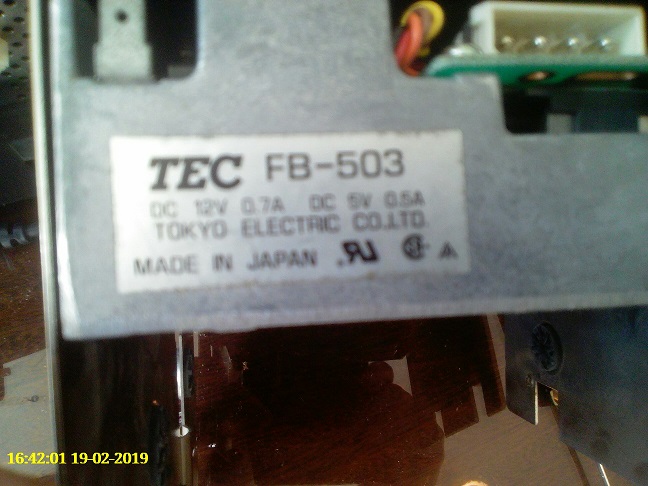 TEC FB-503
DC 12V 0.7A DC 5V 0.5A
TOKYO ELECTRIC CO.LTD.
MADE IN JAPAN
16:42:01 19-02-2019